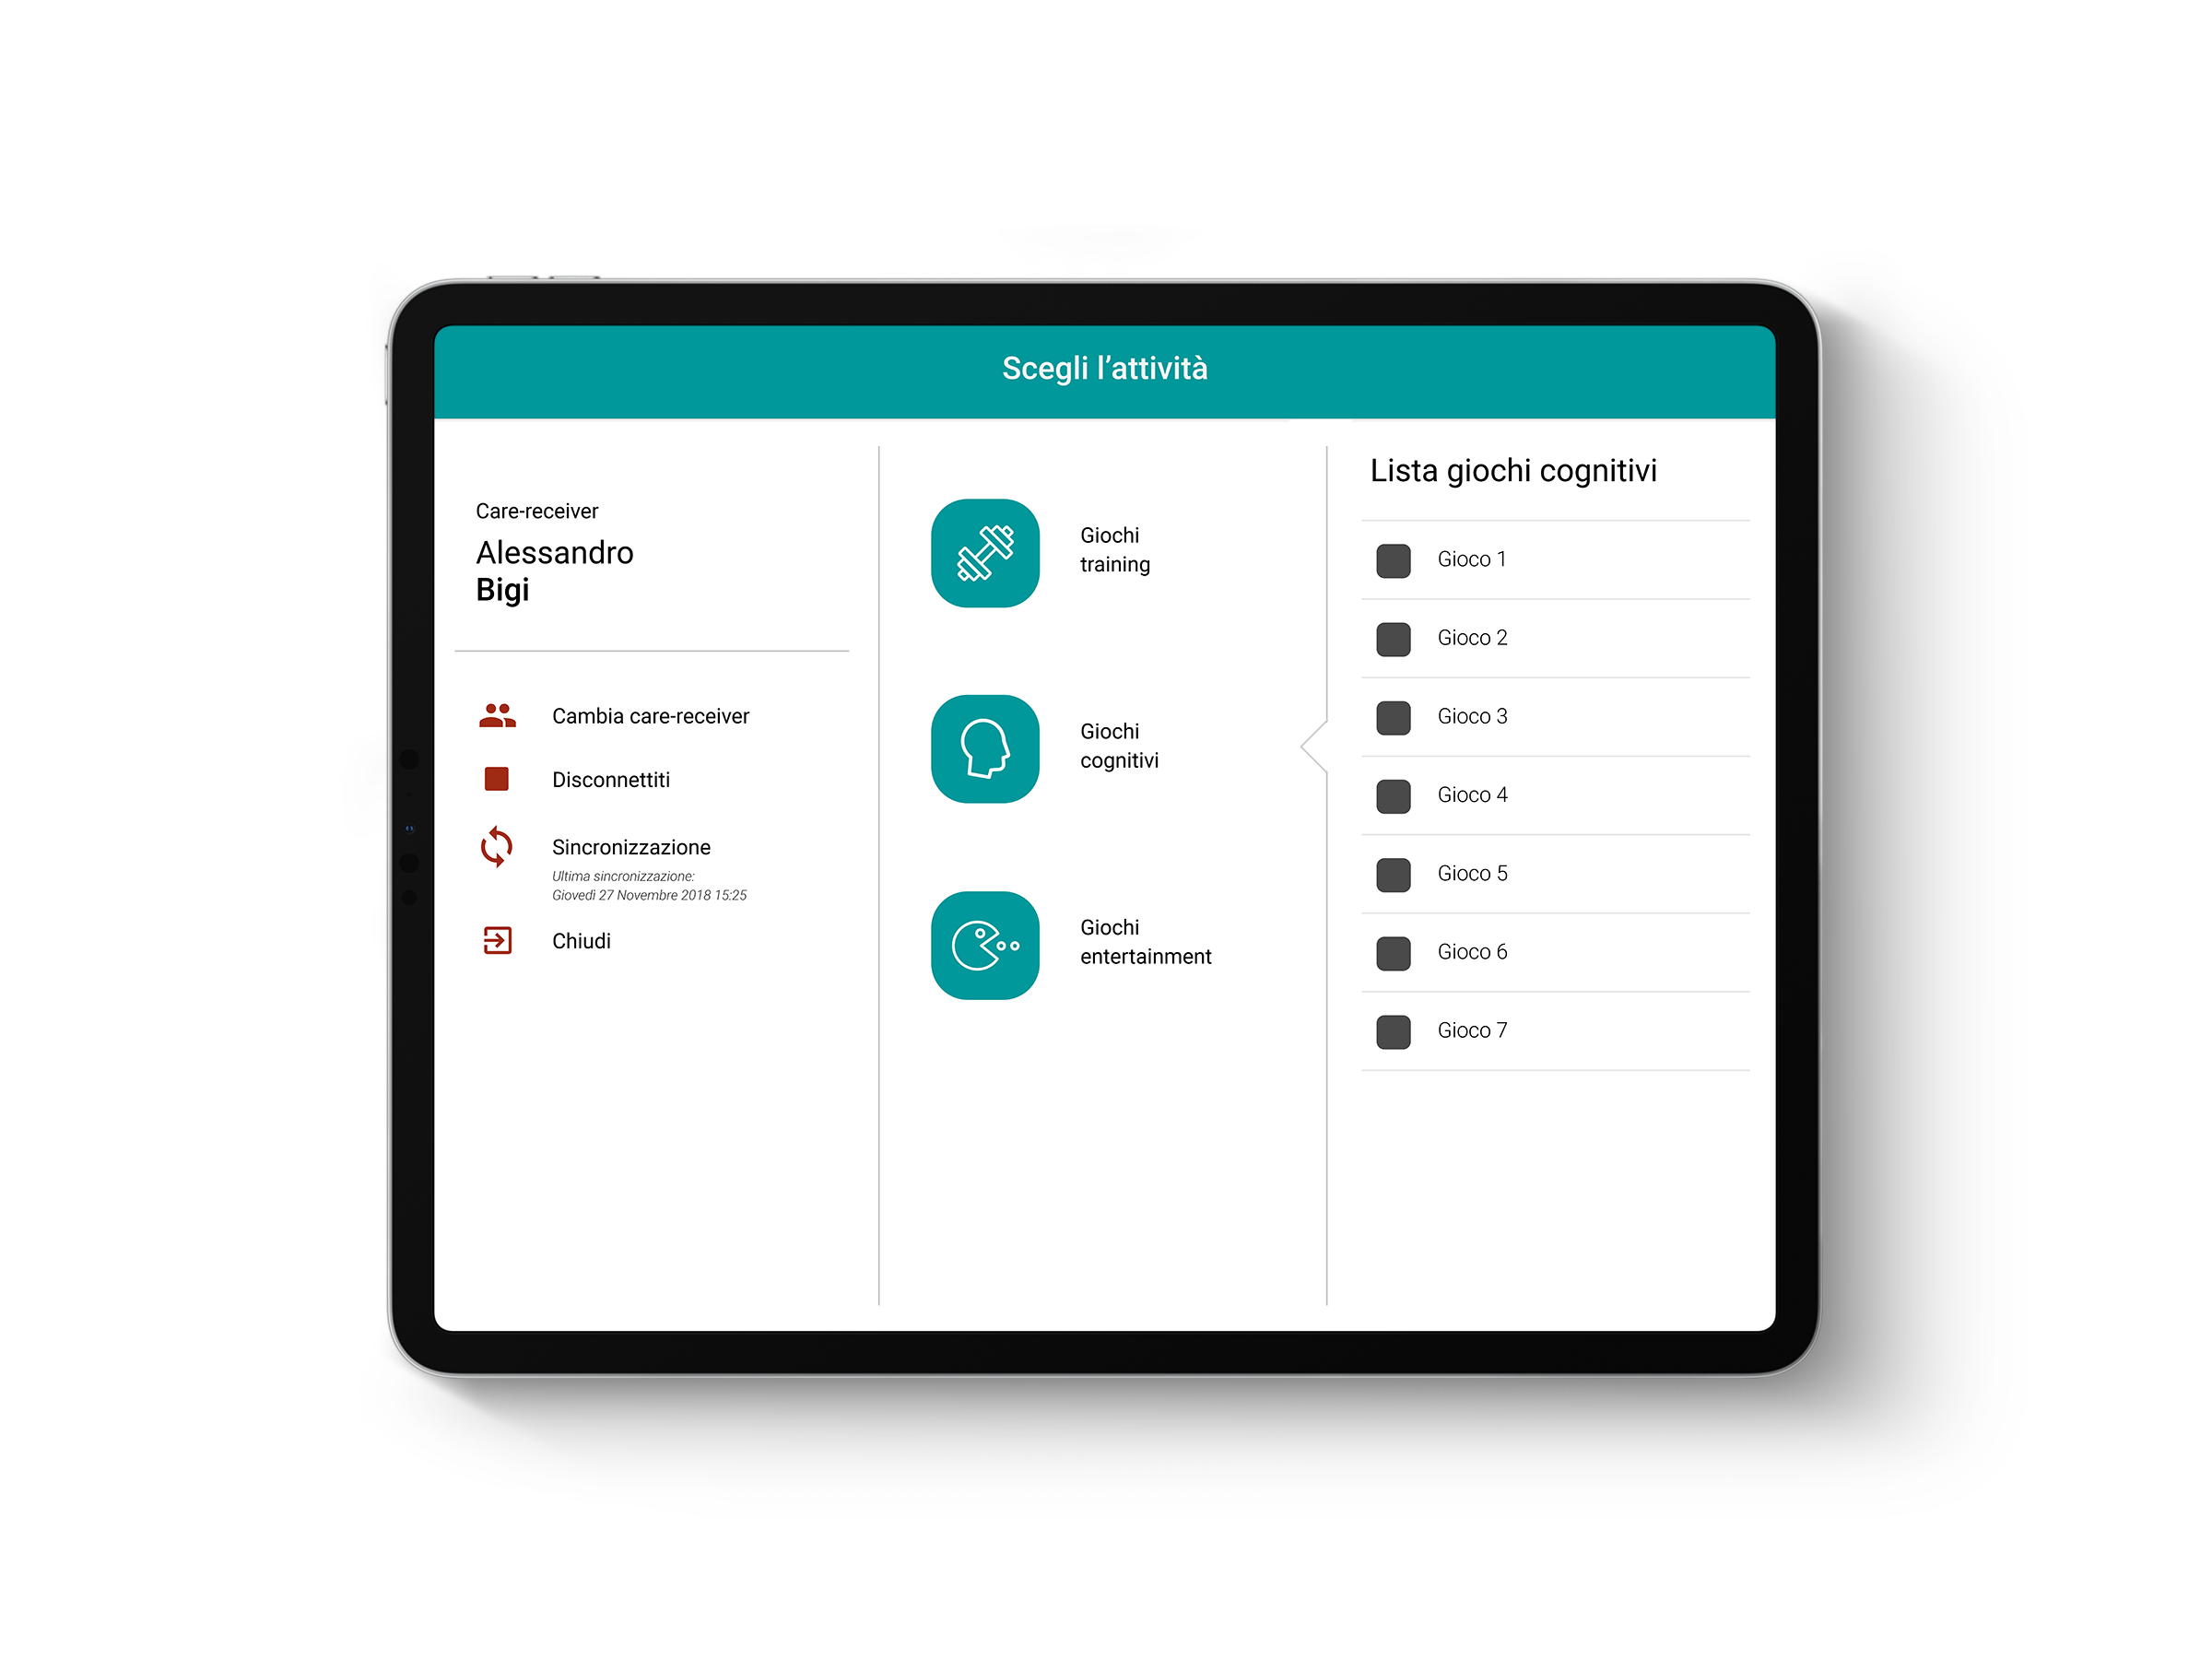 Scegli l’attività
Care-receiver
Alessandro
Bigi
Cambia care-receiver
Disconnettiti
Sincronizzazione
Ultima sincronizzazione:
Giovedì 27 Novembre 2018 15:25
Chiudi
Giochi
training
Giochi
cognitivi
Giochi
entertainment
Lista giochi cognitivi
Gioco 1
Gioco 2
Gioco 3
Gioco 4
Gioco 5
Gioco 6
Gioco 7